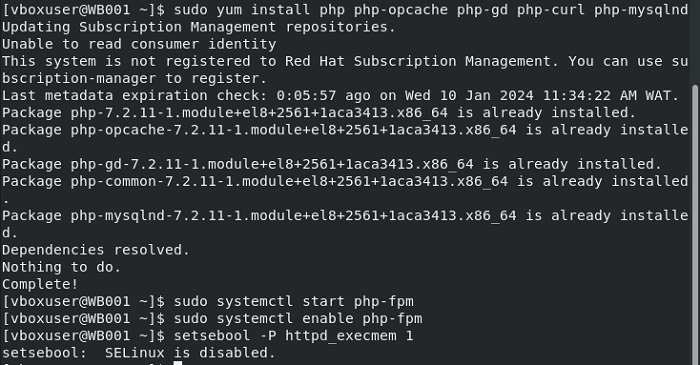 [vboxuser@WB001 ~]$ sudo yum install php php-opcache php-gd php-curl php-mysqlnd
Updating Subscription Management repositories.
Unable to read consumer identity
This system is not registered to Red Hat Subscription Management. You can use su
bscription-manager to register.
Last metadata expiration check: 0:05:57 ago on Wed 10 Jan 2024 11:34:22 AM WAT.
Package php-7.2.11-1.module+el8+2561+1aca3413.x86_64 is already installed.
Package php-opcache-7.2.11-1.module+el8+2561+1aca3413.x86_64 is already installe
d.
Package php-gd-7.2.11-1.module+el8+2561+1aca3413.x86_64 is already installed.
Package php-common-7.2.11-1.module+el8+2561+1aca3413.x86_64 is already installed
.
Package php-mysqlnd-7.2.11-1.module+el8+2561+1aca3413.x86_64 is already installe
d.
Dependencies resolved.
Nothing to do.
Complete!
[vboxuser@WB001 ~]$ sudo systemctl start php-fpm
[vboxuser@WB001 ~]$ sudo systemctl enable php-fpm
[vboxuser@WB001 ~]$ setsebool -P httpd_execmem 1
setsebool:  SELinux is disabled.